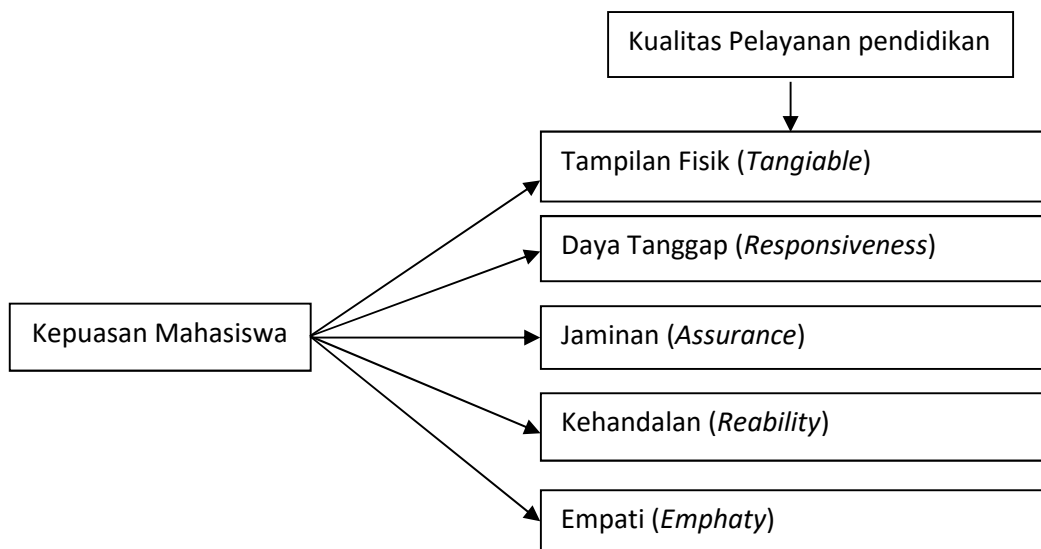 Kualitas Pelayanan pendidikan
Tampilan Fisik (Tangiable)
Daya Tanggap (Responsiveness)
Kepuasan Mahasiswa
Jaminan (Assurance)
Kehandalan (Reability)
Empati (Emphaty)